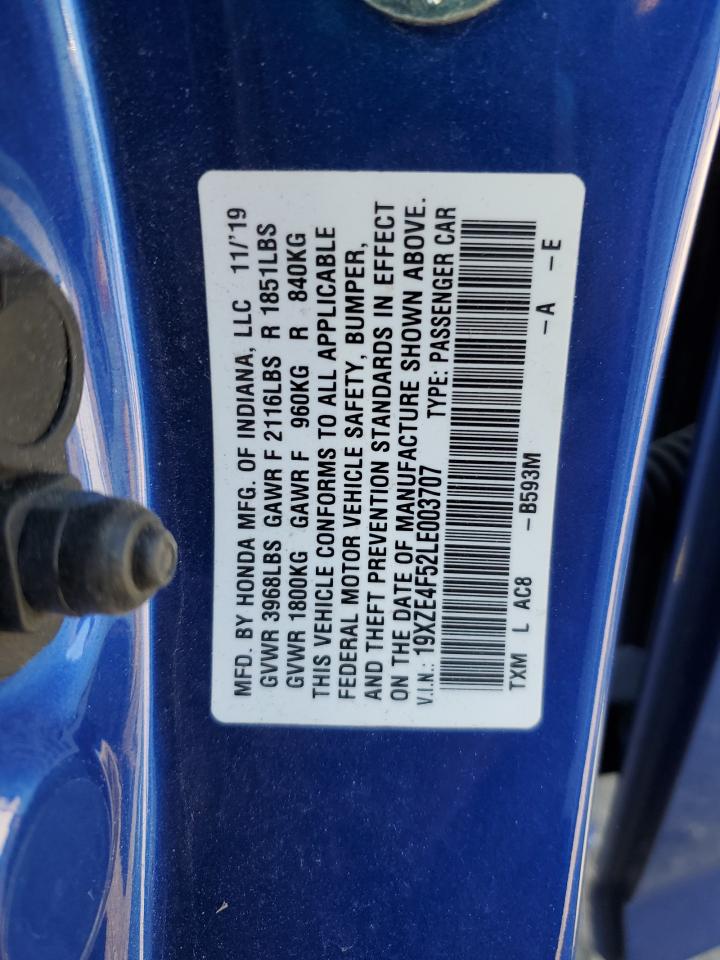 MFD. BY HONDA MFG. OF INDIANA, LLC 11/'19
GVWR 3968LBS GAWR F 2116LBS R 1851LBS
GVWR 1800KG GAWR F 960KG R 840KG
THIS VEHICLE CONFORMS TO ALL APPLICABLE
FEDERAL MOTOR VEHICLE SAFETY, BUMPER,
AND THEFT PREVENTION STANDARDS IN EFFECT
ON THE DATE OF MANUFACTURE SHOWN ABOVE.
V.I.N.: 19XZE4F52LE003707 TYPE: PASSENGER CAR
TXM L AC8 -B593M -A -E